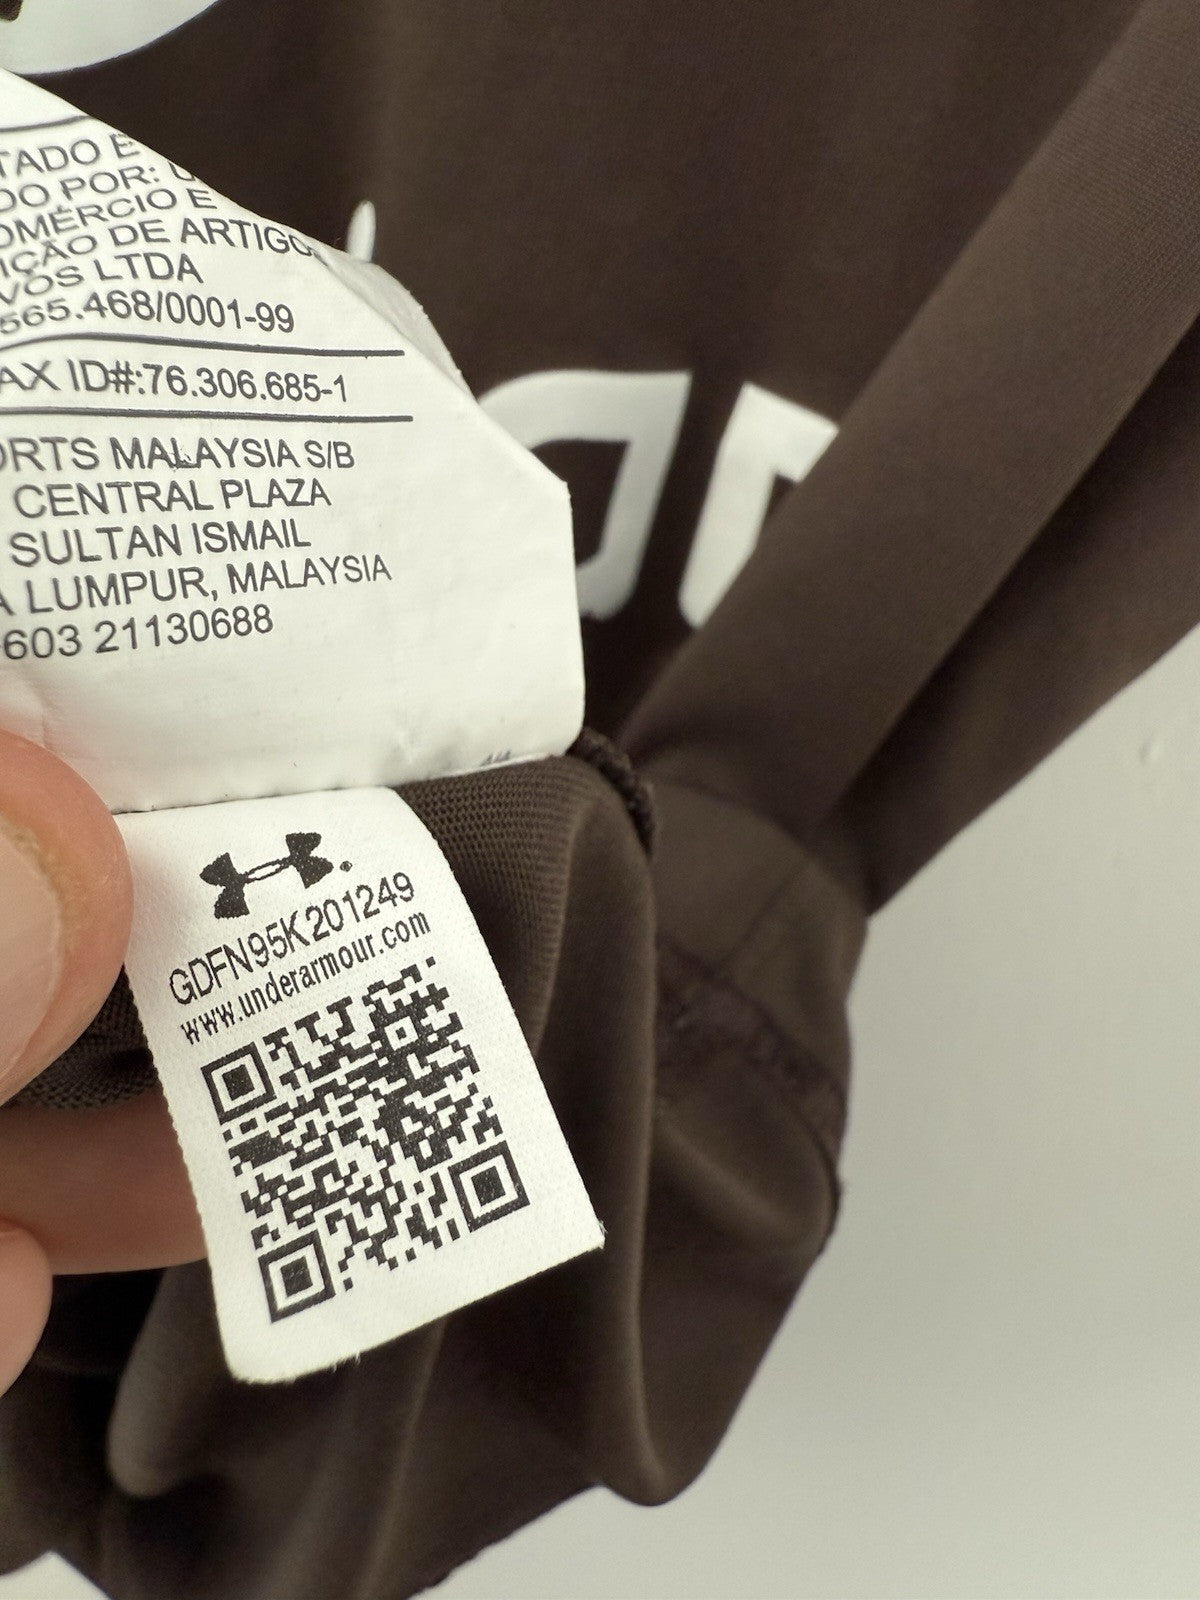 TADO E
DO POR: U
OMÉRCIO E
IÇÃO DE ARTIGO
VOS LTDA
565.468/0001-99
AX ID#:76.306.685-1
ORTS MALAYSIA S/B
CENTRAL PLAZA
SULTAN ISMAIL
A LUMPUR, MALAYSIA
603 21130688
GDFN95K201249
www.underarmour.com